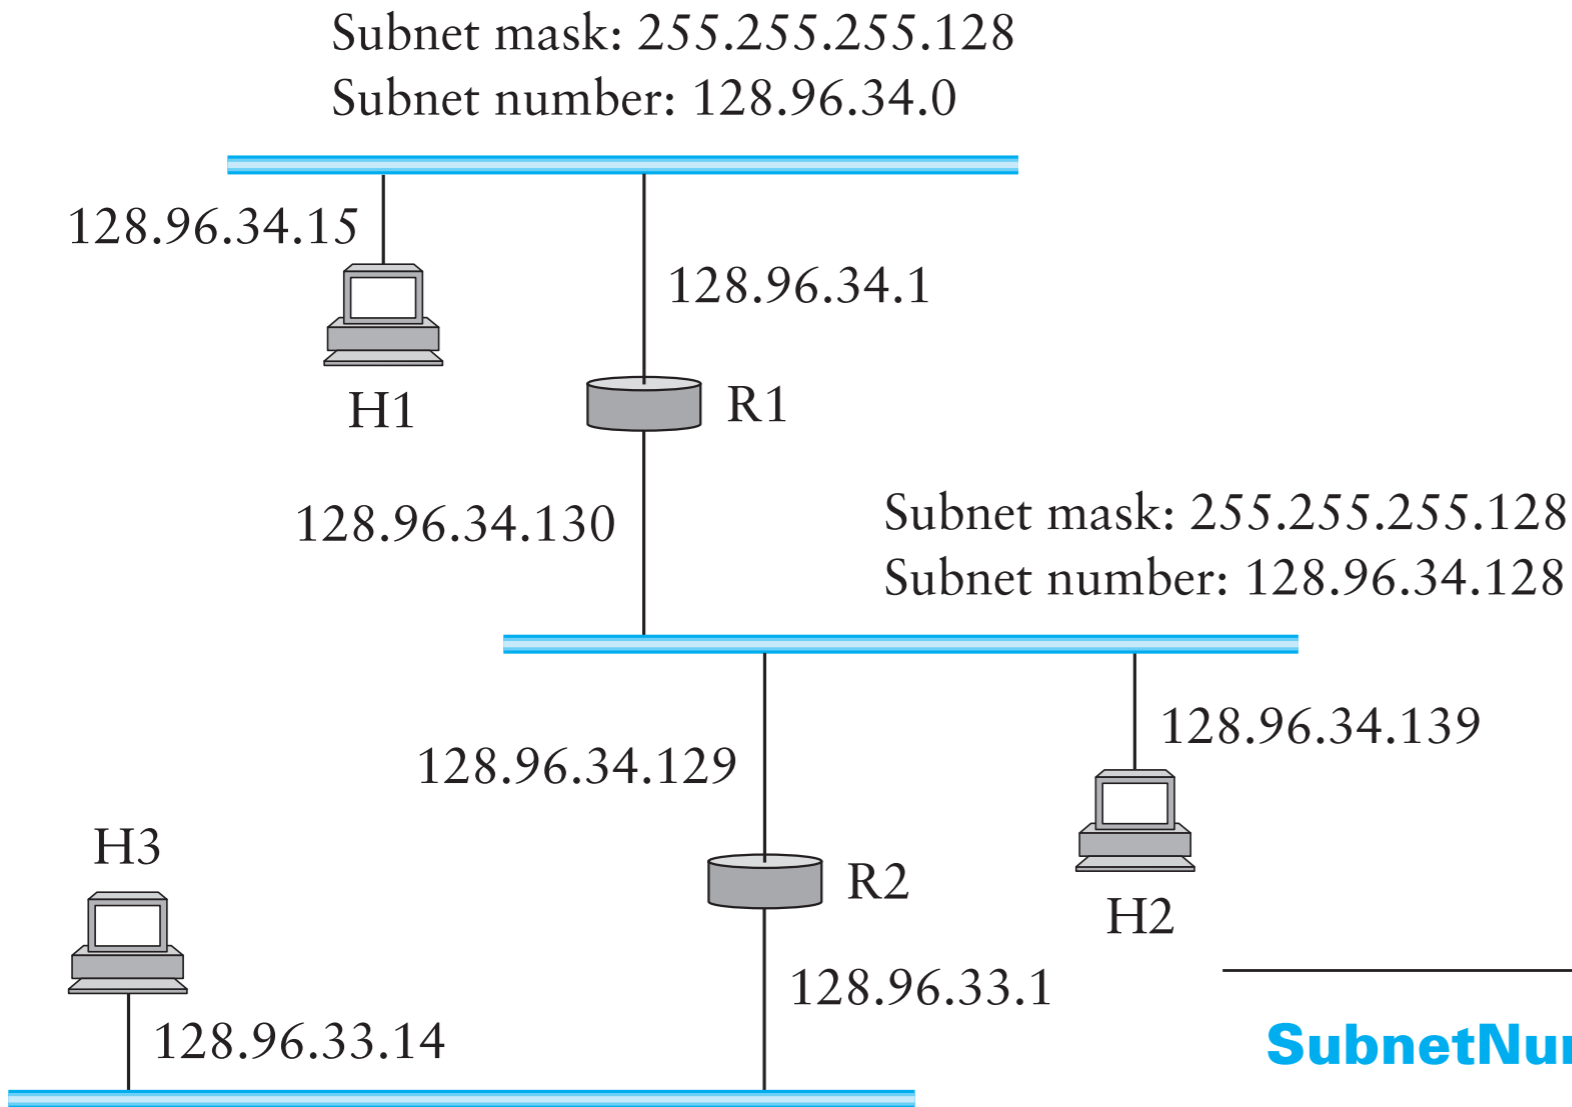 Subnet mask: 255.255.255.128
Subnet number: 128.96.34.0
128.96.34.15
128.96.34.1
H1
R1
128.96.34.130
Subnet mask: 255.255.255.128
Subnet number: 128.96.34.128
128.96.34.129
128.96.34.139
H3
R2
H2
128.96.33.1
128.96.33.14